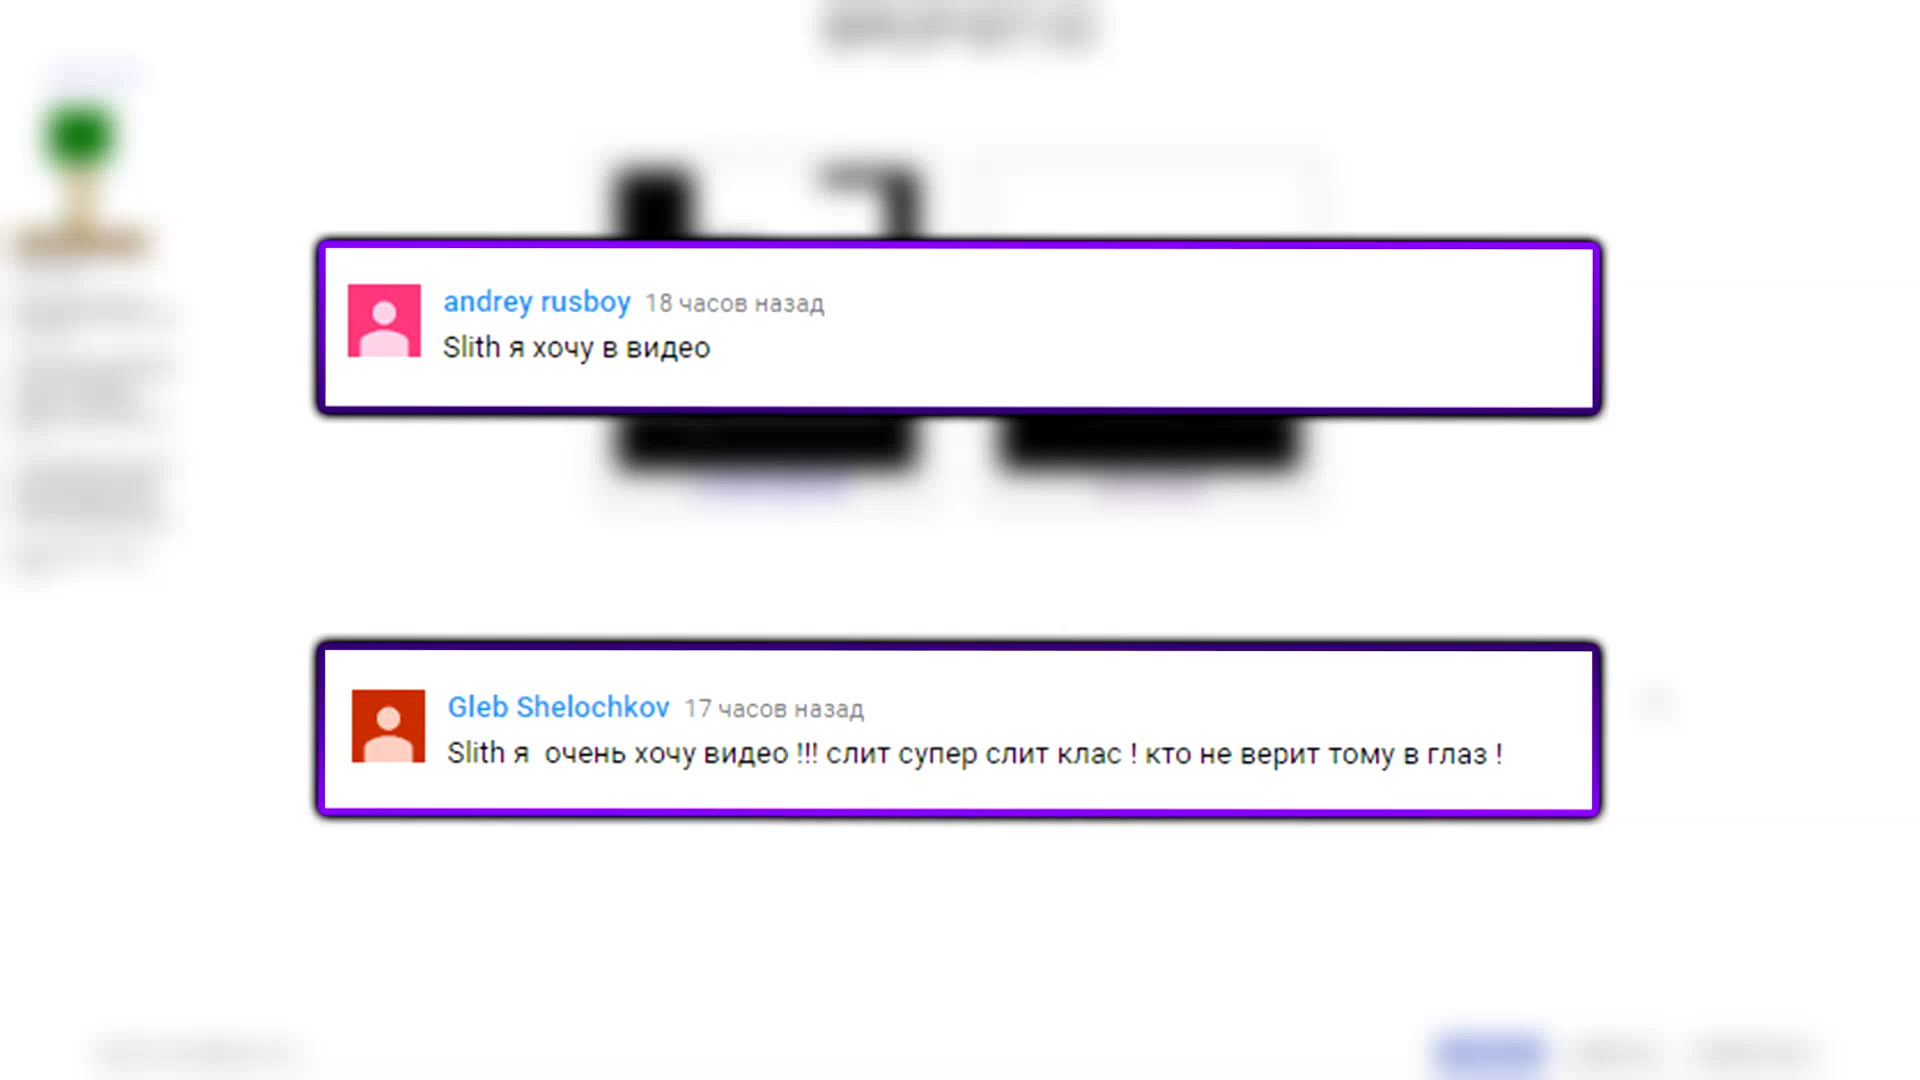 andrey rusboy 18 часов назад
Slith я хочу в видео
Gleb Shelochkov 17 часов назад
Slith я  очень хочу видео !!! слит супер слит клас ! кто не верит тому в глаз !